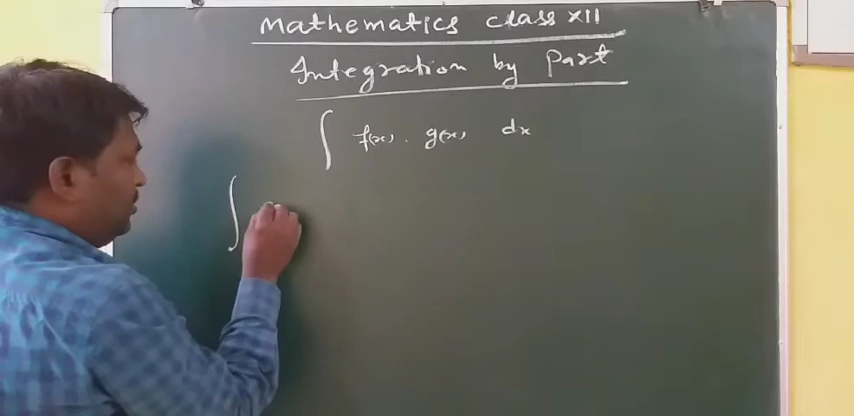 Mathematics class XII
Integration by Part
∫ f(x) . g(x) dx
∫